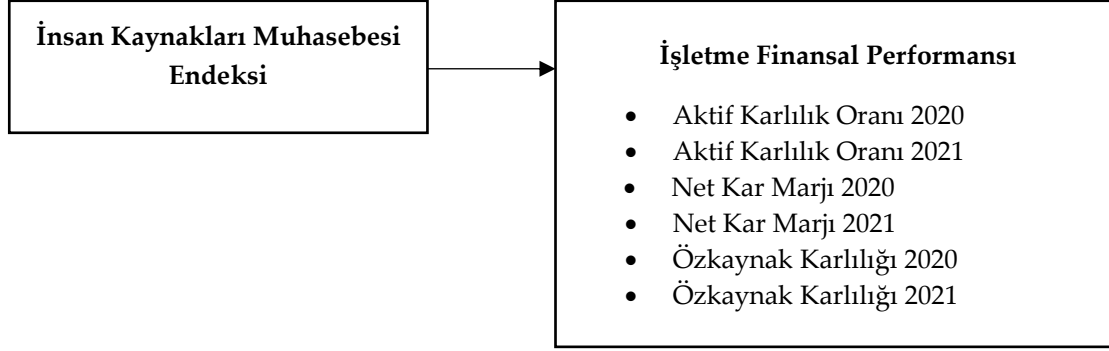 İnsan Kaynakları Muhasebesi
Endeksi
İşletme Finansal Performansı
• Aktif Karlılık Oranı 2020
• Aktif Karlılık Oranı 2021
• Net Kar Marjı 2020
• Net Kar Marjı 2021
• Özkaynak Karlılığı 2020
• Özkaynak Karlılığı 2021